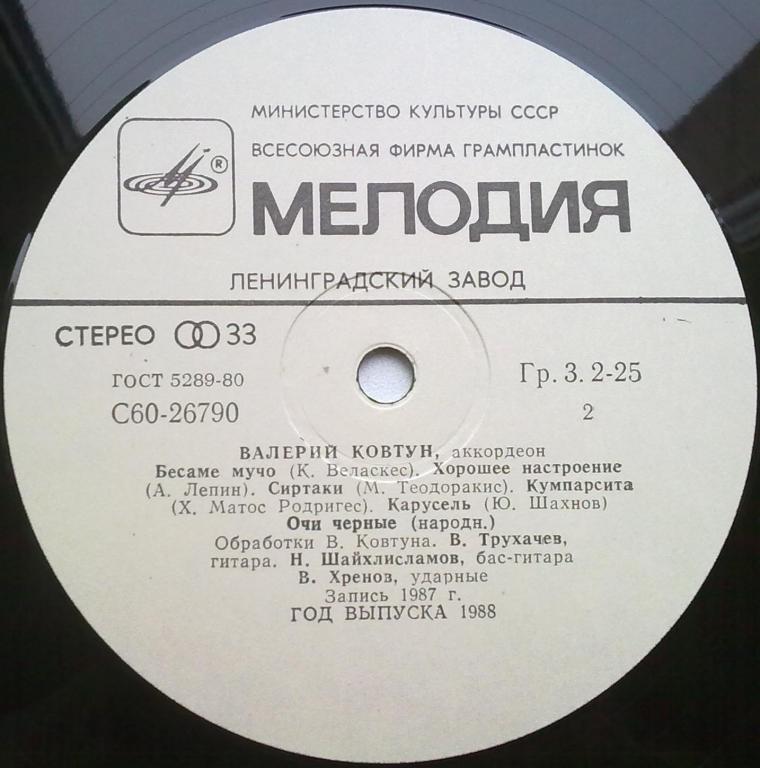 МИНИСТЕРСТВО КУЛЬТУРЫ СССР
ВСЕСОЮЗНАЯ ФИРМА ГРАМПЛАСТИНОК
®
МЕЛОДИЯ
ЛЕНИНГРАДСКИЙ ЗАВОД
СТЕРЕО 33
ГОСТ 5289-80
Гр. 3. 2-25
С60-26790
2
ВАЛЕРИЙ КОВТУН, аккордеон
Бесаме мучо (К. Веласкес). Хорошее настроение
(А. Лепин). Сиртаки (М. Теодоракис). Кумпарсита
(Х. Матос Родригес). Карусель (Ю. Шахнов)
Очи черные (народн.)
Обработки В. Ковтуна. В. Трухачев,
гитара. Н. Шайхлисламов, бас-гитара
В. Хренов, ударные
Запись 1987 г.
ГОД ВЫПУСКА 1988